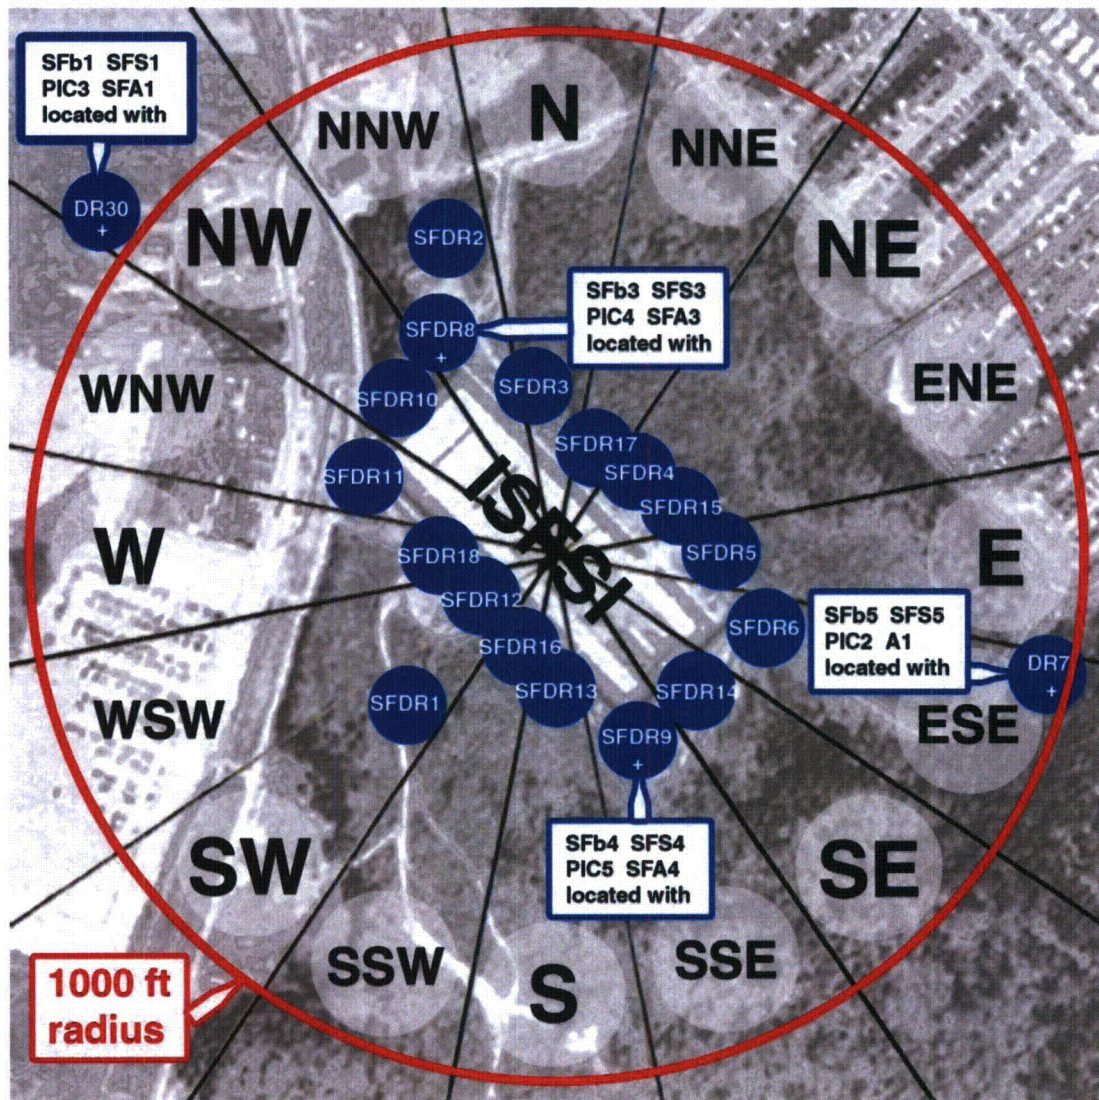 SFb1 SFS1
PIC3 SFA1
located with
N
NNW
NNE
DR30
+
NW
SFDR2
NE
SFb3 SFS3
PIC4 SFA3
located with
SFDR8
+
SFDR3
WNW
ENE
SFDR10
SFDR17
SFDR11
SFDR4
SFDR15
ISFSI
W
SFDR18
SFDR5
E
SFDR12
SFDR16
SFDR6
SFb5 SFS5
PIC2 A1
located with
DR7
+
SFDR13
SFDR14
SFDR1
WSW
ESE
SFDR9
+
SFb4 SFS4
PIC5 SFA4
located with
SW
SE
SSW
SSE
S
1000 ft
radius